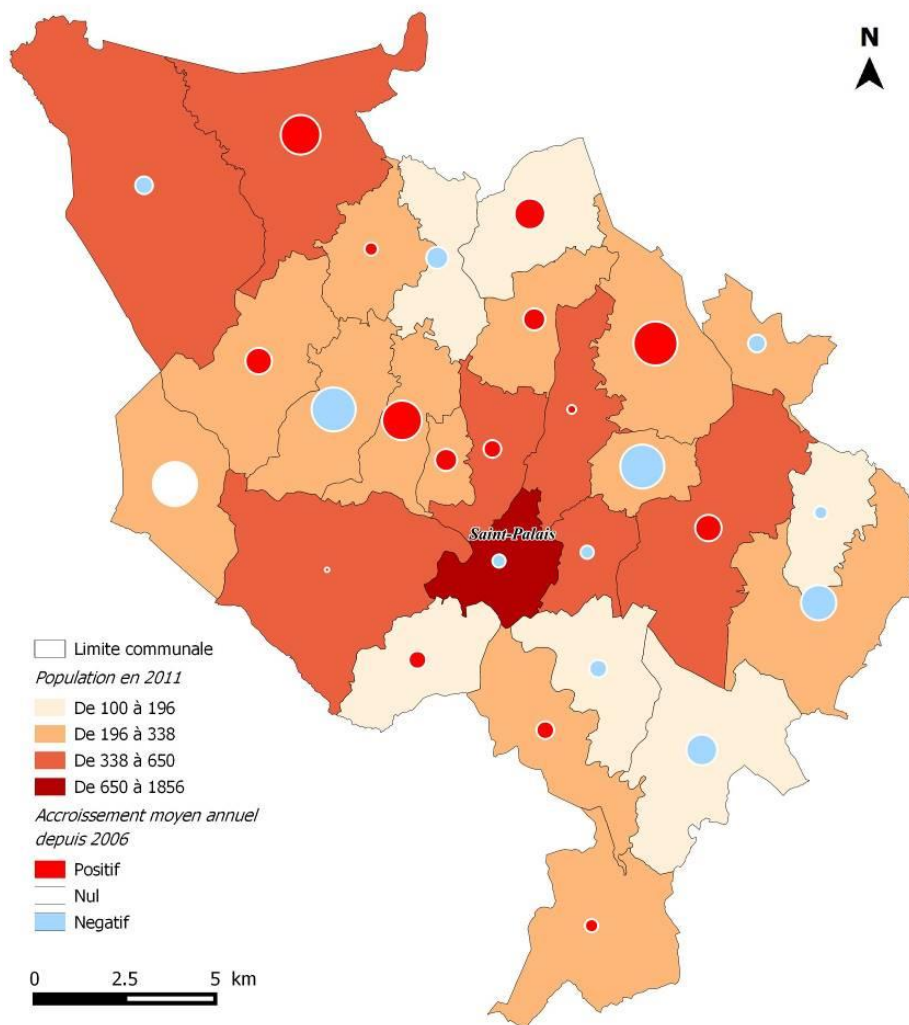 N
Saint-Palais
Limite communale
Population en 2011
De 100 à 196
De 196 à 338
De 338 à 650
De 650 à 1856
Accroissement moyen annuel
depuis 2006
Positif
Nul
Negatif
0 2.5 5 km